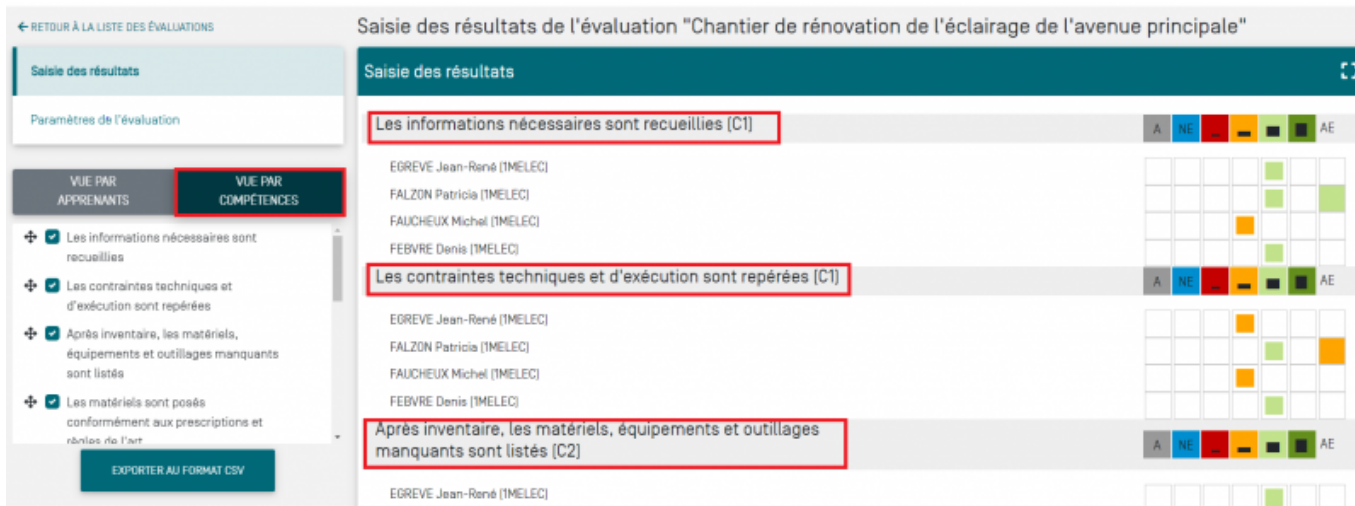 ← RETOUR À LA LISTE DES ÉVALUATIONS
Saisie des résultats
Paramètres de l'évaluation
VUE PAR
APPRENANTS
VUE PAR
COMPÉTENCES
Les informations nécessaires sont
recueillies
Les contraintes techniques et
d'exécution sont repérées
Après inventaire, les matériels,
équipements et outillages manquants
sont listés
Les matériels sont posés
conformément aux prescriptions et
règles de l'art
EXPORTER AU FORMAT CSV
Saisie des résultats de l'évaluation "Chantier de rénovation de l'éclairage de l'avenue principale"
Saisie des résultats
Les informations nécessaires sont recueillies (C1)
A NE AE
EGREVE Jean-René (1MELEC)
FALZON Patricia (1MELEC)
FAUCHEUX Michel (1MELEC)
FEBVRE Denis (1MELEC)
Les contraintes techniques et d'exécution sont repérées (C1)
A NE AE
EGREVE Jean-René (1MELEC)
FALZON Patricia (1MELEC)
FAUCHEUX Michel (1MELEC)
FEBVRE Denis (1MELEC)
Après inventaire, les matériels, équipements et outillages
manquants sont listés (C2)
A NE AE
EGREVE Jean-René (1MELEC)